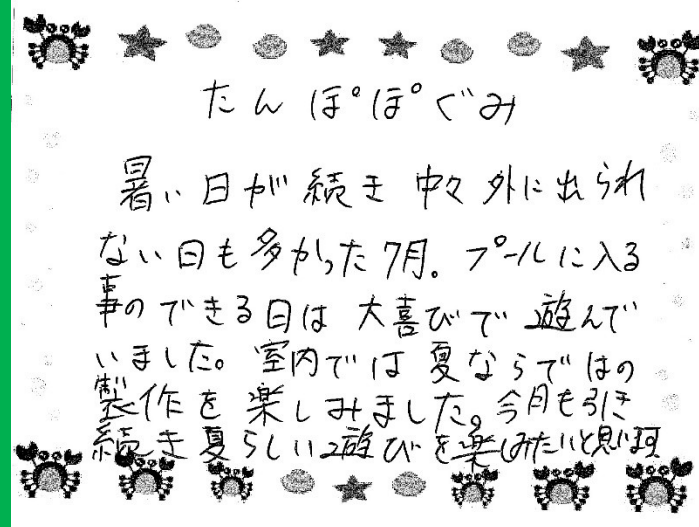 たんぽぽぐみ
暑い日が続き 中々 外に出られ
ない日も多かった7月。プールに入る
事のできる日は 大喜びで 遊んで
いました。室内では 夏ならではの
製作を 楽しみました。今月も引き
続き夏らしい遊びを楽しみたいと思います